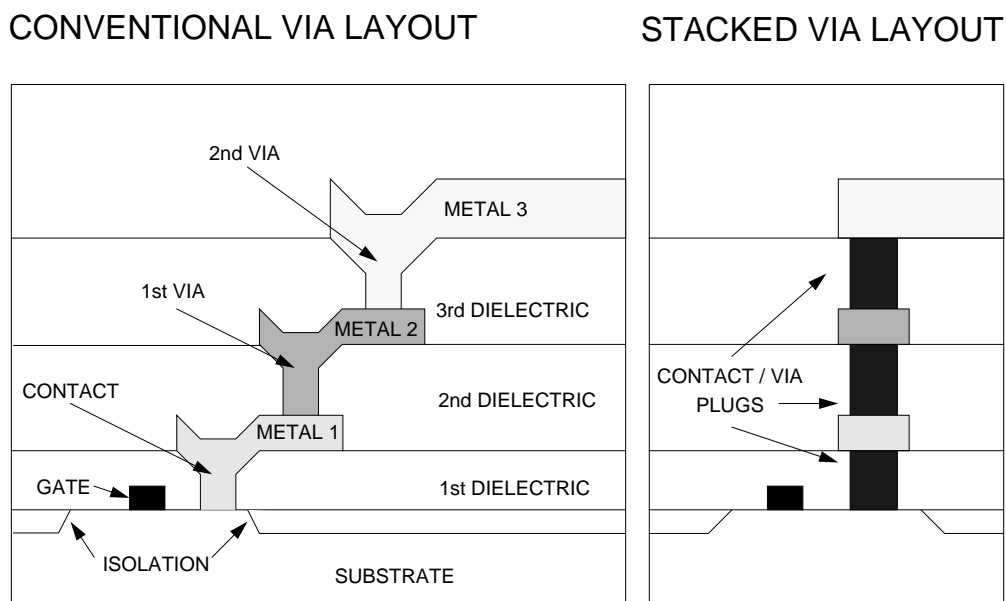 CONVENTIONAL VIA LAYOUT
STACKED VIA LAYOUT
2nd VIA
METAL 3
1st VIA
3rd DIELECTRIC
METAL 2
CONTACT
2nd DIELECTRIC
METAL 1
GATE
1st DIELECTRIC
ISOLATION
SUBSTRATE
CONTACT / VIA
PLUGS